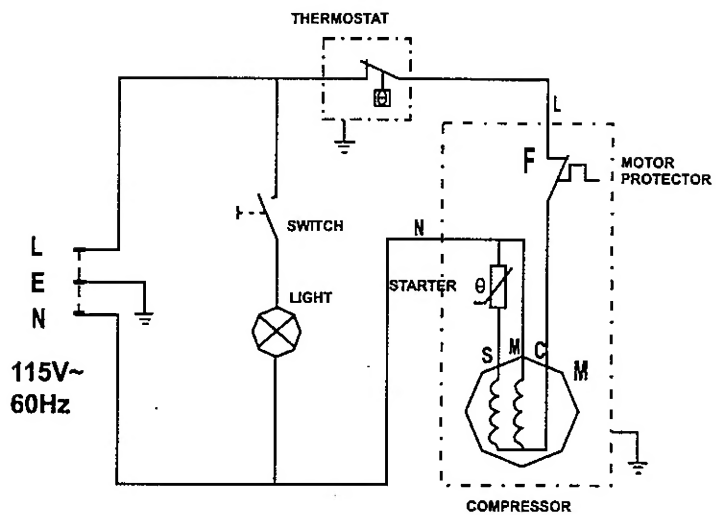 THERMOSTAT
θ
L
F
MOTOR
PROTECTOR
SWITCH
N
L
E
N
STARTER
θ
LIGHT
S
M
C
M
115V~
60Hz
COMPRESSOR